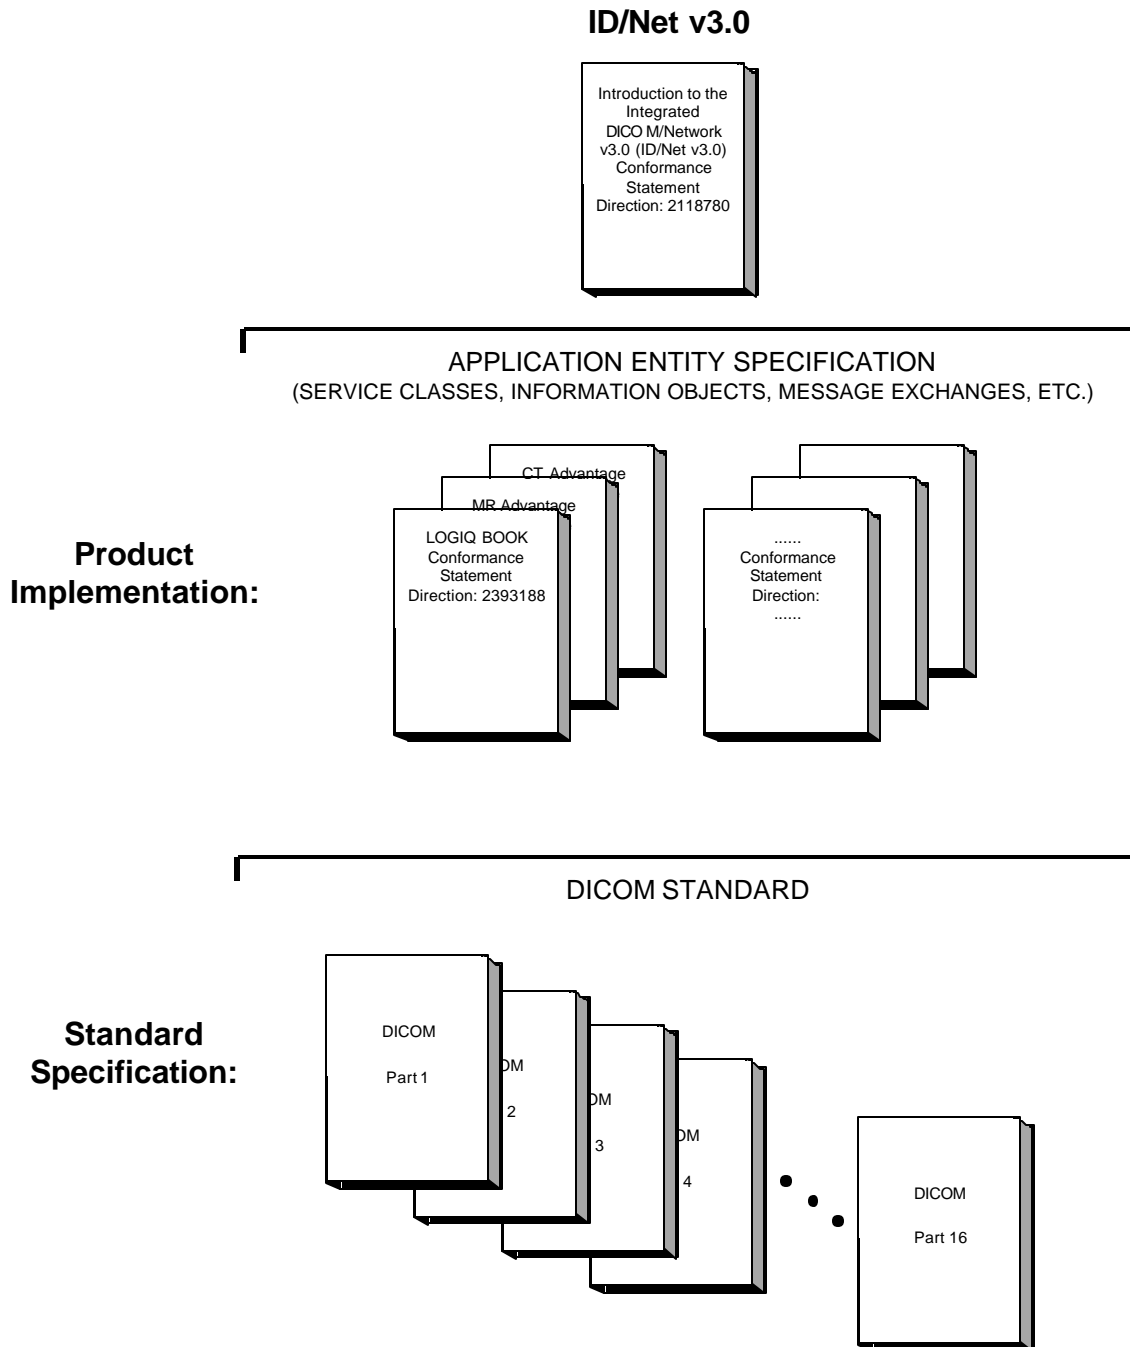 ID/Net v3.0
Introduction to the
Integrated
DICO M/Network
v3.0 (ID/Net v3.0)
Conformance
Statement
Direction: 2118780
APPLICATION ENTITY SPECIFICATION
(SERVICE CLASSES, INFORMATION OBJECTS, MESSAGE EXCHANGES, ETC.)
Product
Implementation:
CT Advantage
MR Advantage
LOGIQ BOOK
Conformance
Statement
Direction: 2393188
......
Conformance
Statement
Direction:
......
DICOM STANDARD
Standard
Specification:
DICOM
Part 1
OM
2
OM
3
OM
4
DICOM
Part 16